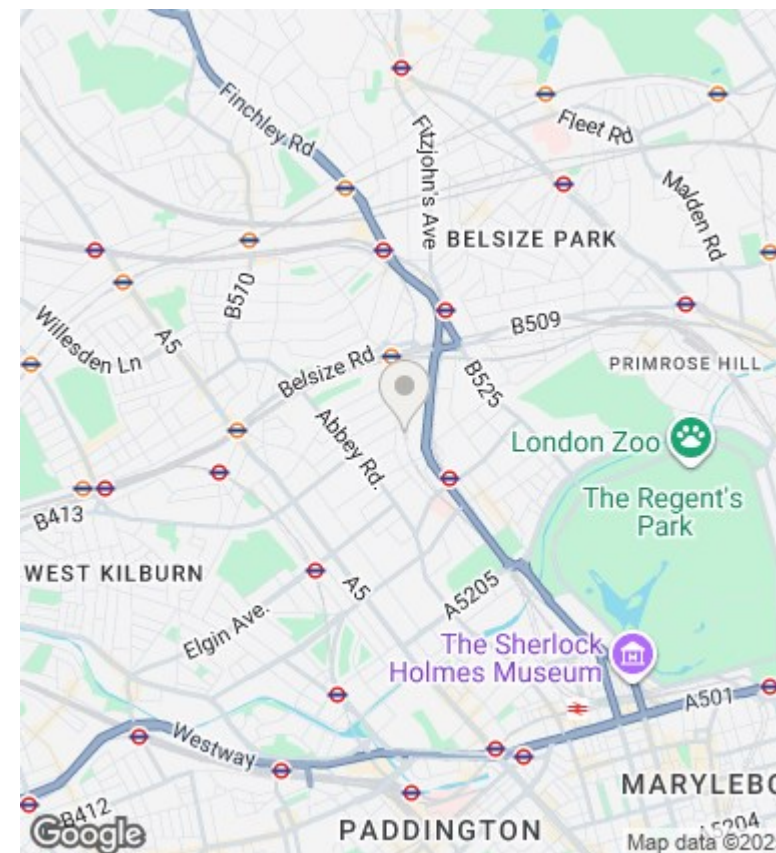 Finchley Rd
Fitzjohn's Ave
Fleet Rd
Malden Rd
BELSIZE PARK
B570
Willesden Ln
A5
B509
Belsize Rd
B525
PRIMROSE HILL
Abbey Rd.
London Zoo
The Regent's
Park
B413
WEST KILBURN
A5
A5205
Elgin Ave.
The Sherlock
Holmes Museum
A501
Westway
MARYLEBO
B412
A5204
PADDINGTON
Google
Map data ©202